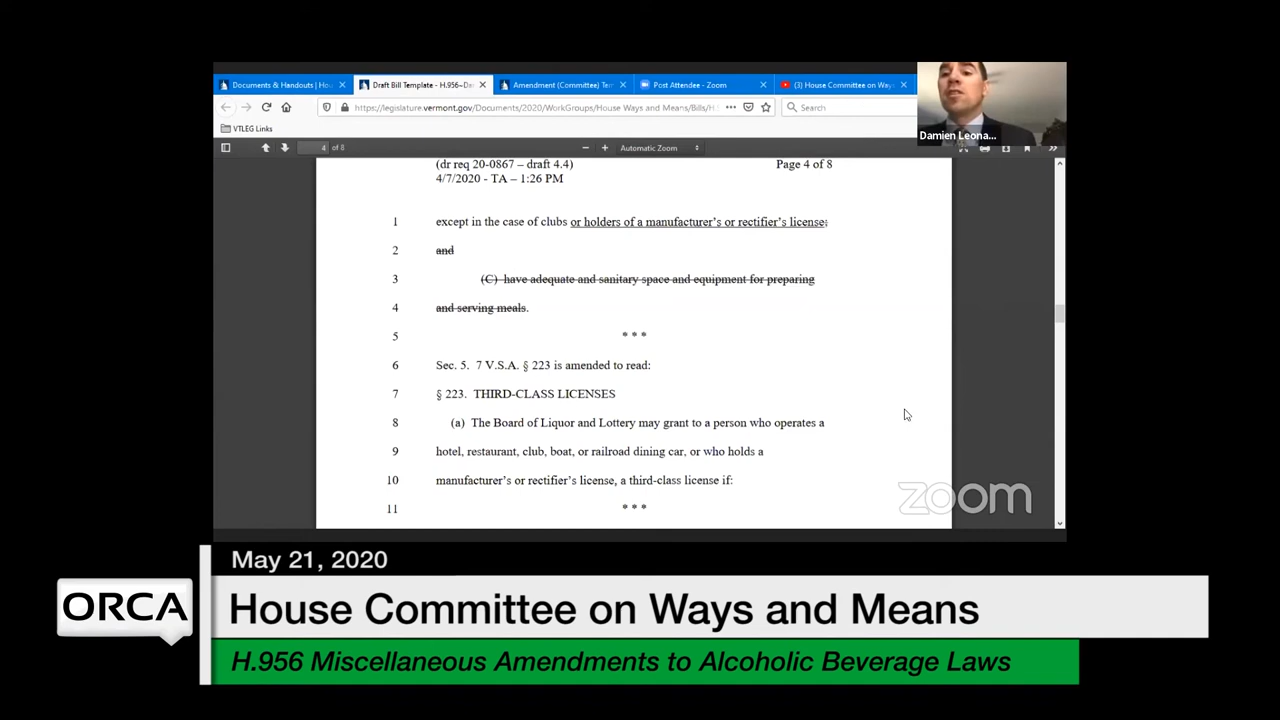 Documents & Handouts | Ho
Draft Bill Template - H.956~Da
Amendment (Committee) Tem
Post Attendee - Zoom
(3) House Committee on Ways
https://legislature.vermont.gov/Documents/2020/WorkGroups/House Ways and Means/Bills/H.
Search
VTLEG Links
Damien Leona...
4 of 8
Automatic Zoom
(dr req 20-0867 – draft 4.4) Page 4 of 8
4/7/2020 - TA – 1:26 PM
1 except in the case of clubs or holders of a manufacturer's or rectifier's license;
2 and
3 (C) have adequate and sanitary space and equipment for preparing
4 and serving meals.
5 * * *
6 Sec. 5. 7 V.S.A. § 223 is amended to read:
7 § 223. THIRD-CLASS LICENSES
8 (a) The Board of Liquor and Lottery may grant to a person who operates a
9 hotel, restaurant, club, boat, or railroad dining car, or who holds a
10 manufacturer's or rectifier's license, a third-class license if:
11 * * *
zoom
May 21, 2020
ORCA
House Committee on Ways and Means
H.956 Miscellaneous Amendments to Alcoholic Beverage Laws